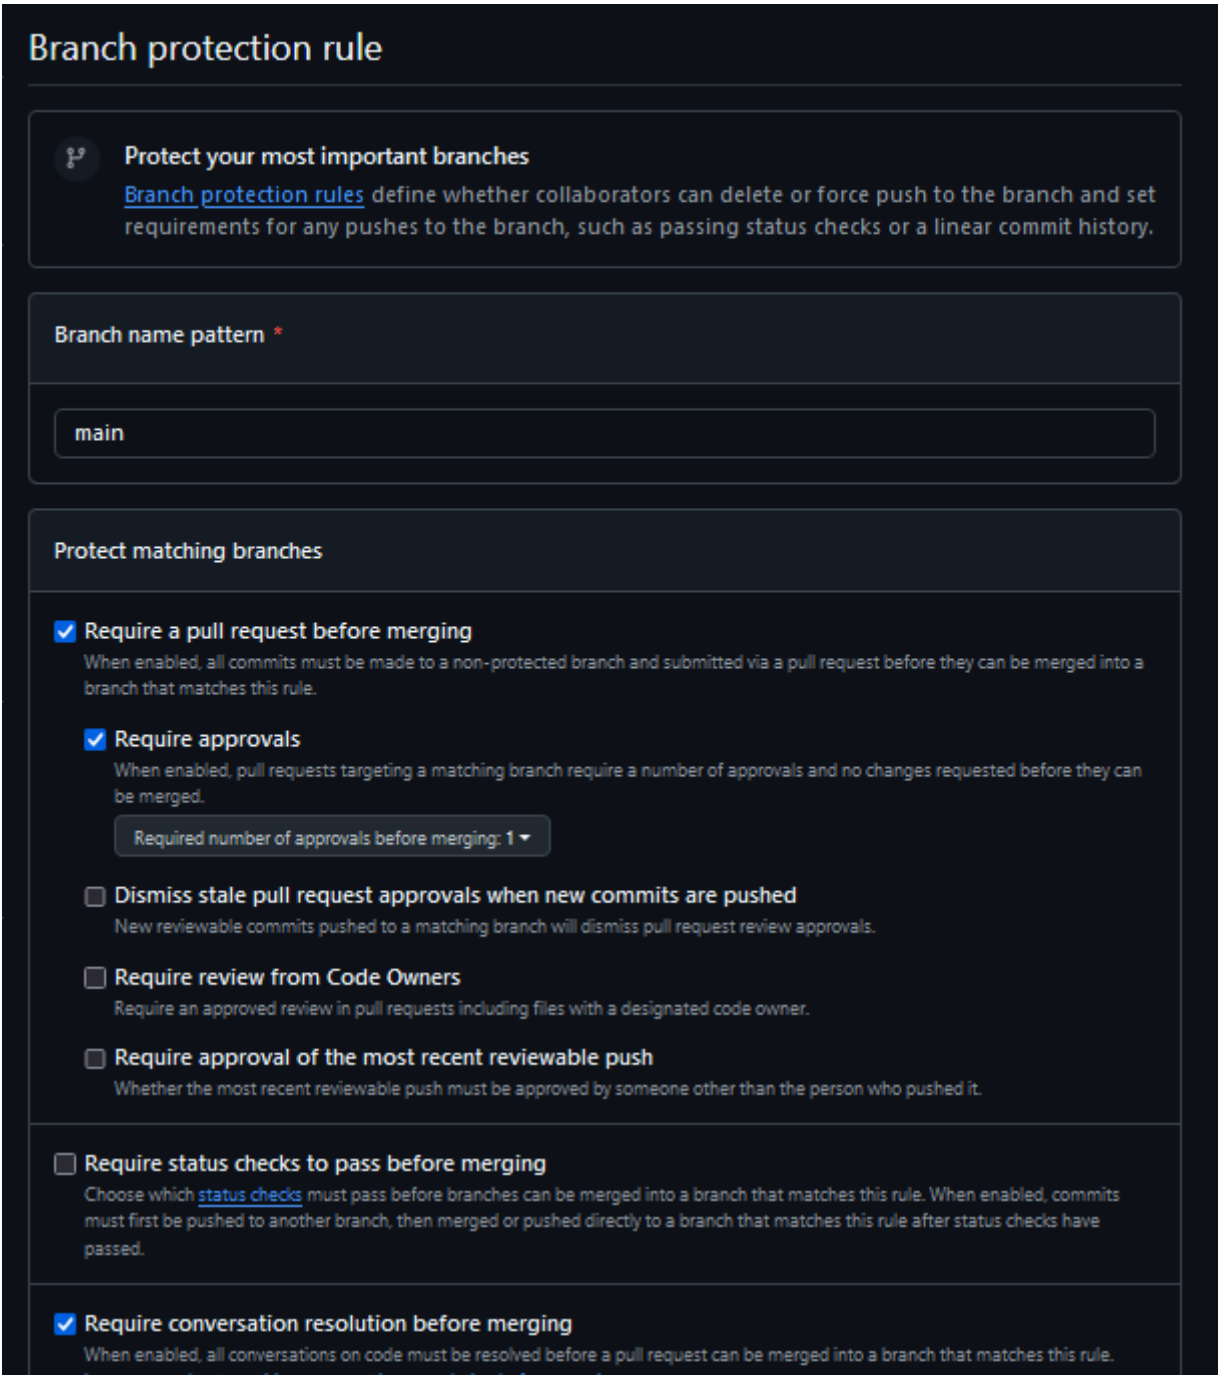 Branch protection rule
Protect your most important branches
Branch protection rules define whether collaborators can delete or force push to the branch and set
requirements for any pushes to the branch, such as passing status checks or a linear commit history.
Branch name pattern *
main
Protect matching branches
Require a pull request before merging
When enabled, all commits must be made to a non-protected branch and submitted via a pull request before they can be merged into a
branch that matches this rule.
Require approvals
When enabled, pull requests targeting a matching branch require a number of approvals and no changes requested before they can
be merged.
Required number of approvals before merging: 1
Dismiss stale pull request approvals when new commits are pushed
New reviewable commits pushed to a matching branch will dismiss pull request review approvals.
Require review from Code Owners
Require an approved review in pull requests including files with a designated code owner.
Require approval of the most recent reviewable push
Whether the most recent reviewable push must be approved by someone other than the person who pushed it.
Require status checks to pass before merging
Choose which status checks must pass before branches can be merged into a branch that matches this rule. When enabled, commits
must first be pushed to another branch, then merged or pushed directly to a branch that matches this rule after status checks have
passed.
Require conversation resolution before merging
When enabled, all conversations on code must be resolved before a pull request can be merged into a branch that matches this rule.